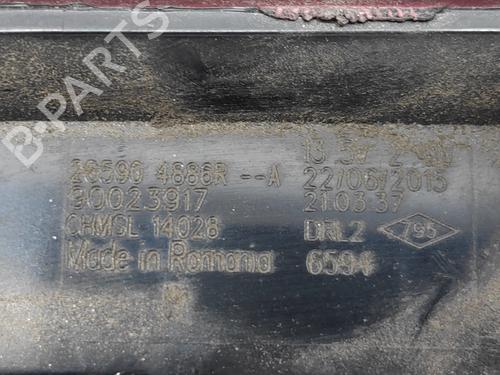 B-PARTS
26590 4886R --A
22/06/2015
90023917
21:03:37
CHMSL 14028
DRL2
795
Made in Romania
6594